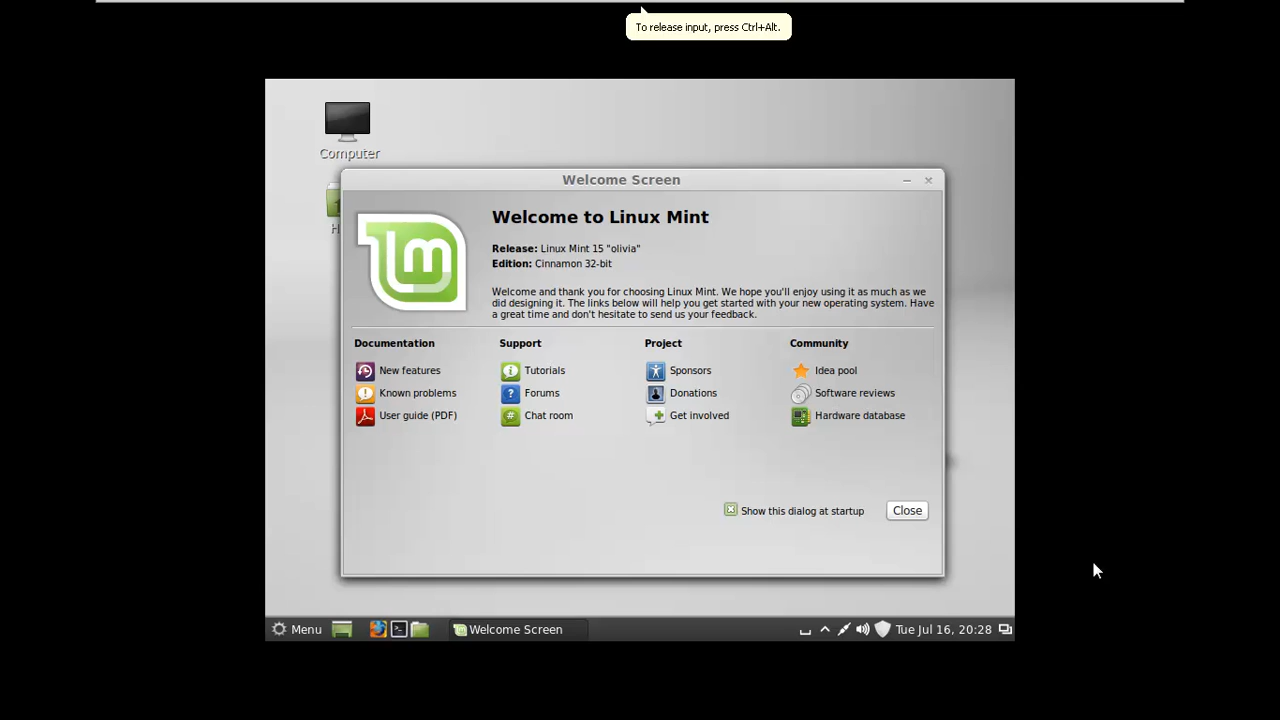 To release input, press Ctrl+Alt.
Computer
H
Welcome Screen
Welcome to Linux Mint
Release: Linux Mint 15 "olivia"
Edition: Cinnamon 32-bit
Welcome and thank you for choosing Linux Mint. We hope you'll enjoy using it as much as we
did designing it. The links below will help you get started with your new operating system. Have
a great time and don't hesitate to send us your feedback.
Documentation Support Project Community
New features Tutorials Sponsors Idea pool
Known problems Forums Donations Software reviews
User guide (PDF) Chat room Get involved Hardware database
Show this dialog at startup Close
Menu Welcome Screen Tue Jul 16, 20:28